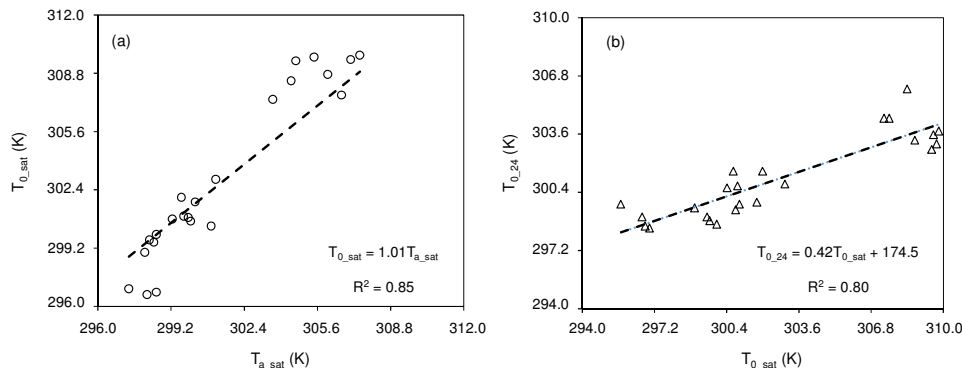 (a)
T0_sat (K)
312.0
308.8
305.6
302.4
299.2
296.0
296.0 299.2 302.4 305.6 308.8 312.0
Ta_sat (K)
T0_sat = 1.01Ta_sat
R2 = 0.85
(b)
T0_24 (K)
310.0
306.8
303.6
300.4
297.2
294.0
294.0 297.2 300.4 303.6 306.8 310.0
T0_sat (K)
T0_24 = 0.42T0_sat + 174.5
R2 = 0.80